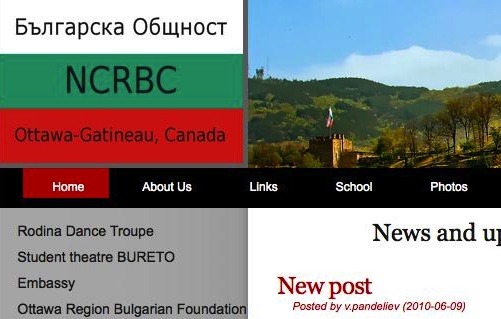 Българска Общност
NCRBC
Ottawa-Gatineau, Canada
Home About Us Links School Photos
Rodina Dance Troupe
Student theatre BURETO
Embassy
Ottawa Region Bulgarian Foundation
News and up
New post
Posted by v.pandeliev (2010-06-09)